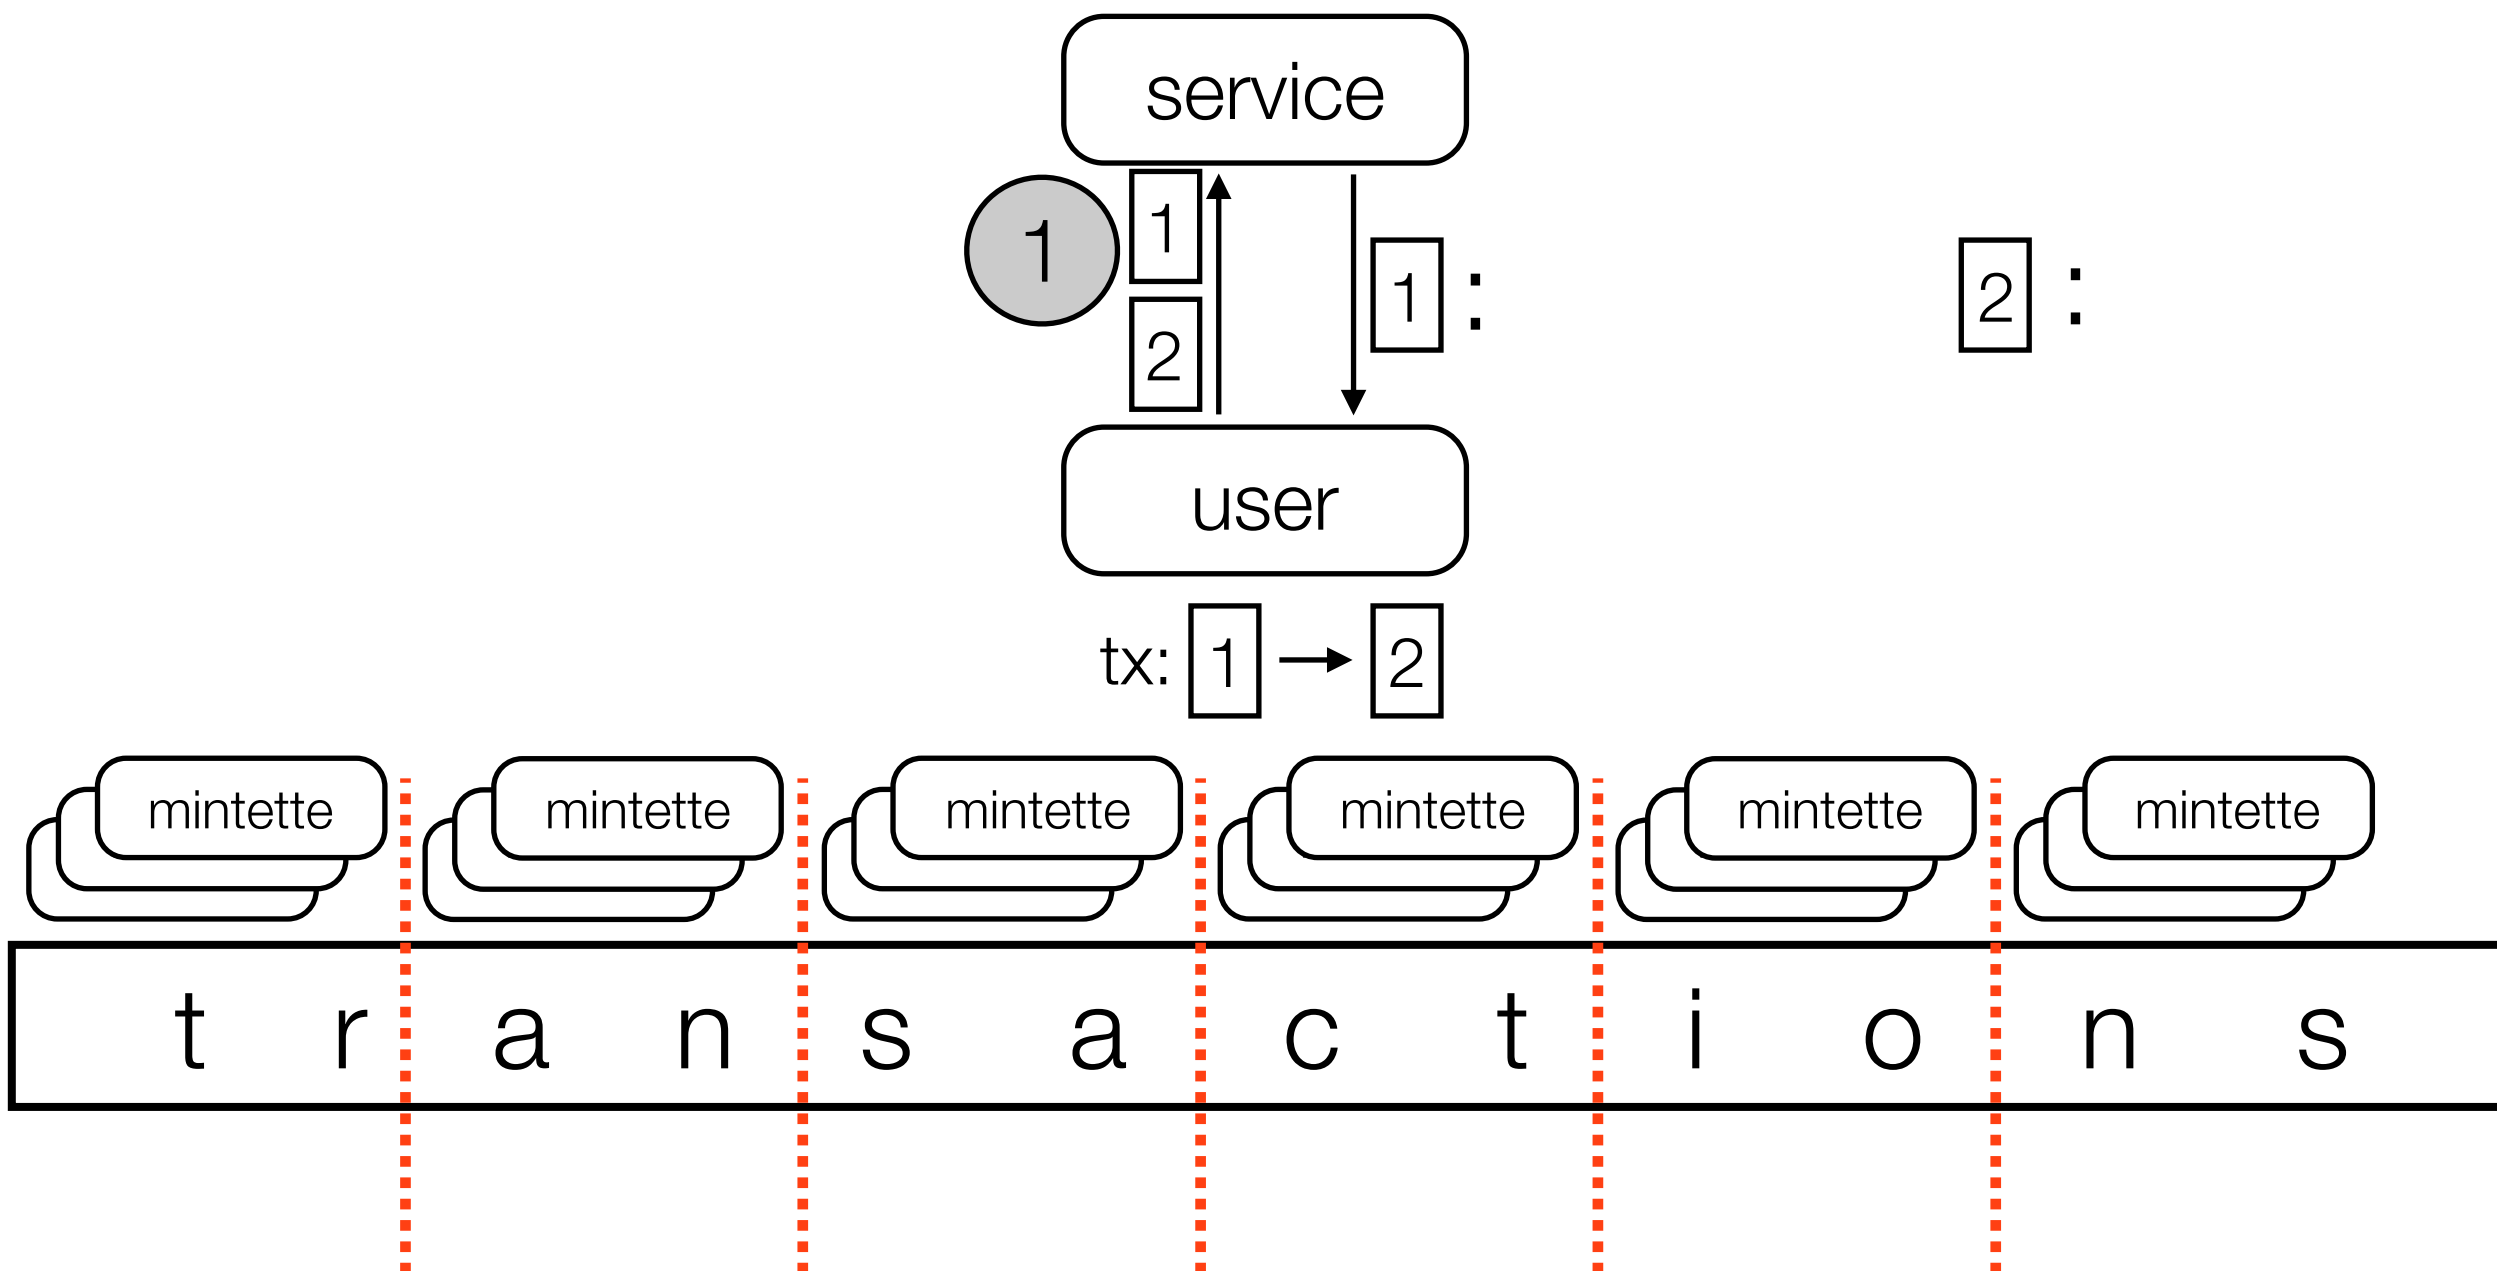 service
1
1
2
1 :
2 :
user
tx: 1 2
mintette mintette mintette mintette mintette mintette
t r a n s a c t i o n s